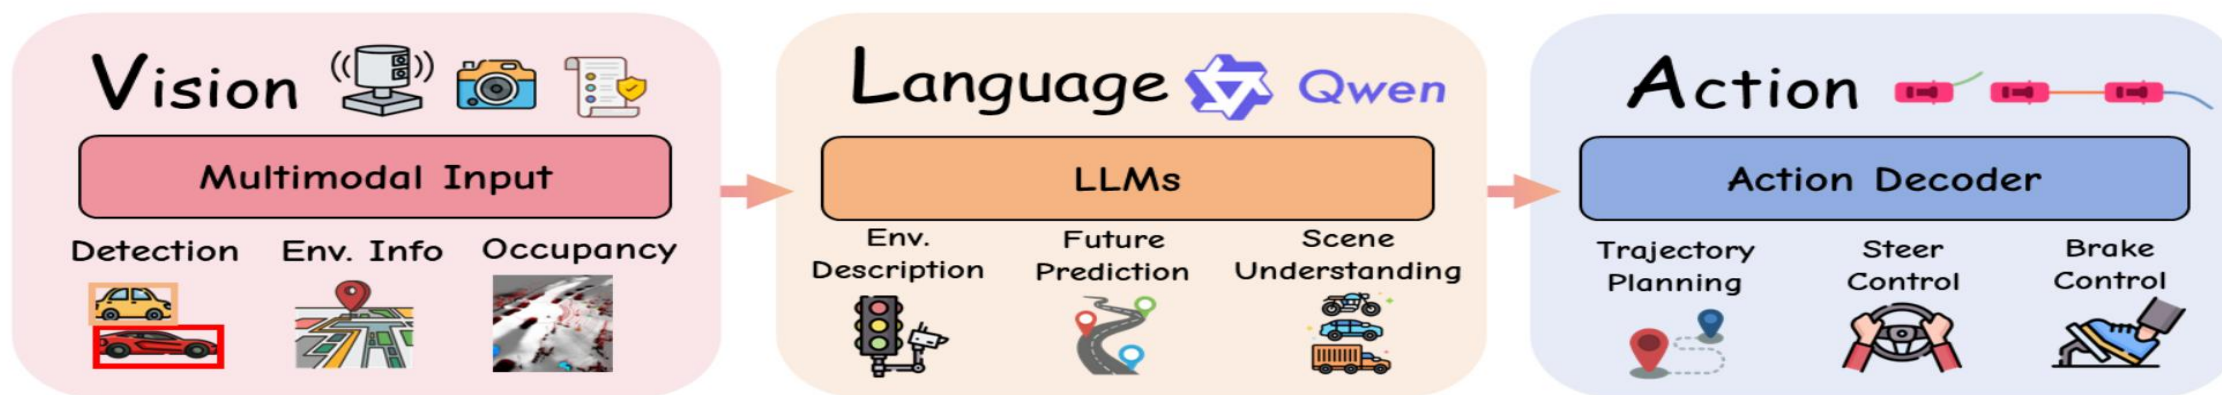 Vision
Multimodal Input
Detection
Env. Info
Occupancy
Language
Qwen
LLMs
Env.
Description
Future
Prediction
Scene
Understanding
Action
Action Decoder
Trajectory
Planning
Steer
Control
Brake
Control